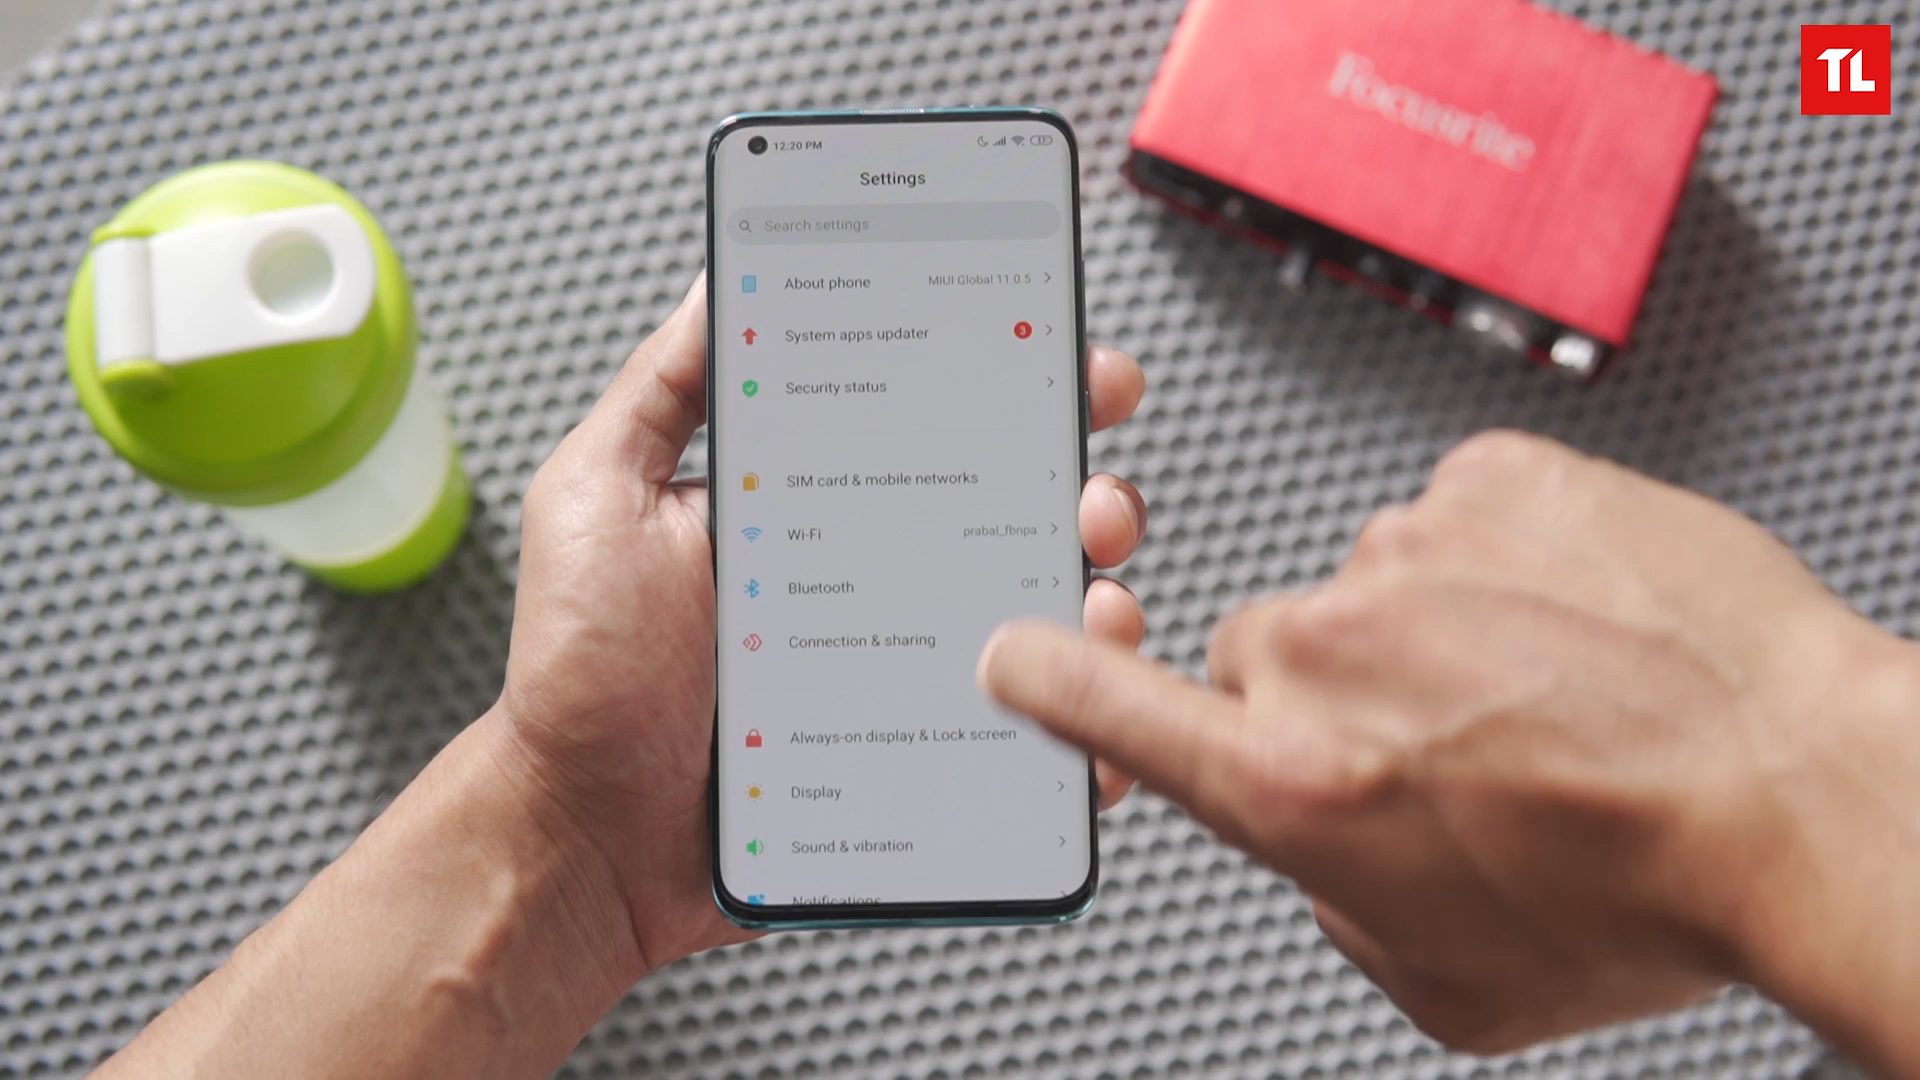 TL
Focusrite
12:20 PM
Settings
Search settings
About phone MIUI Global 11.0.5
System apps updater 3
Security status
SIM card & mobile networks
Wi-Fi prabal_fbnpa
Bluetooth Off
Connection & sharing
Always-on display & Lock screen
Display
Sound & vibration
Notifications